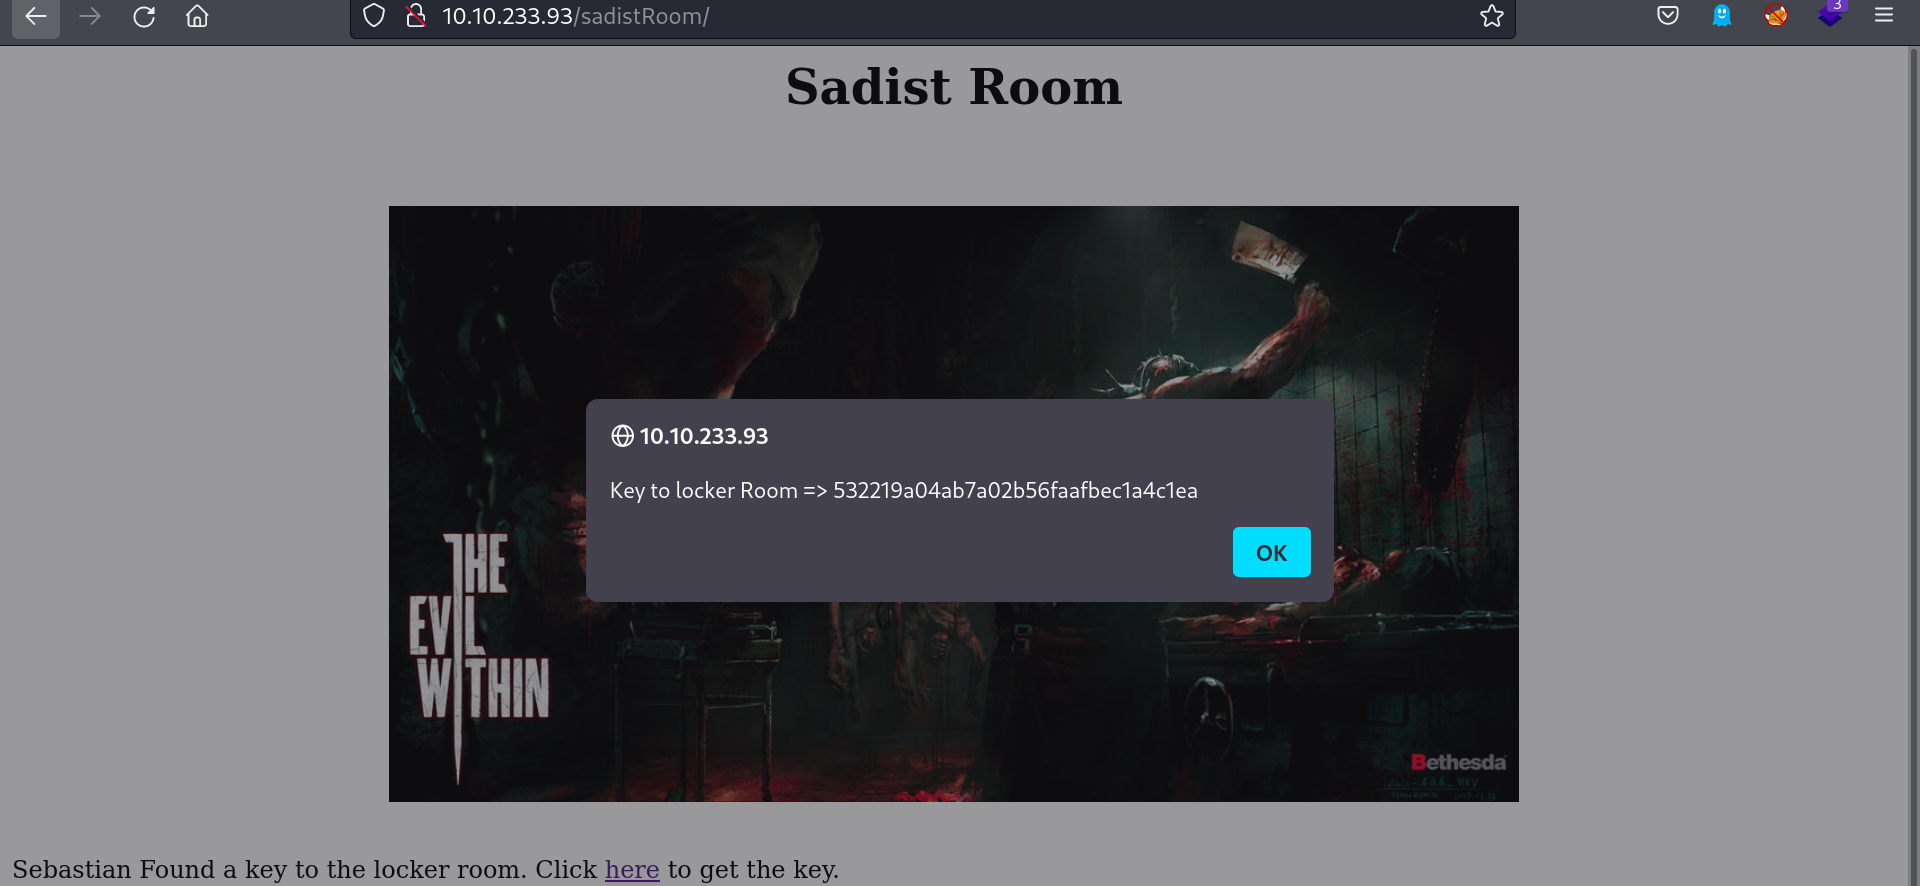 10.10.233.93/sadistRoom/
3
Sadist Room
10.10.233.93
Key to locker Room => 532219a04ab7a02b56faafbec1a4c1ea
OK
THE
EVIL
WITHIN
Bethesda
Sebastian Found a key to the locker room. Click here to get the key.